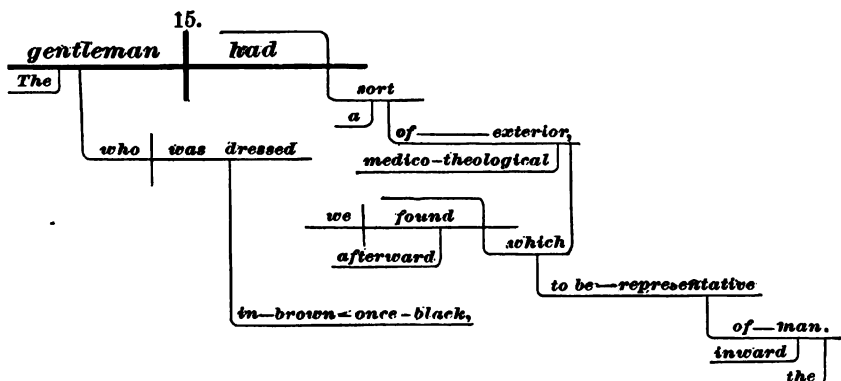 15.
gentleman had
The
sort
a
of exterior,
who was dressed
medico-theological
we found
which
afterward
to be—representative
in—brown=once-black,
of—man.
inward
the